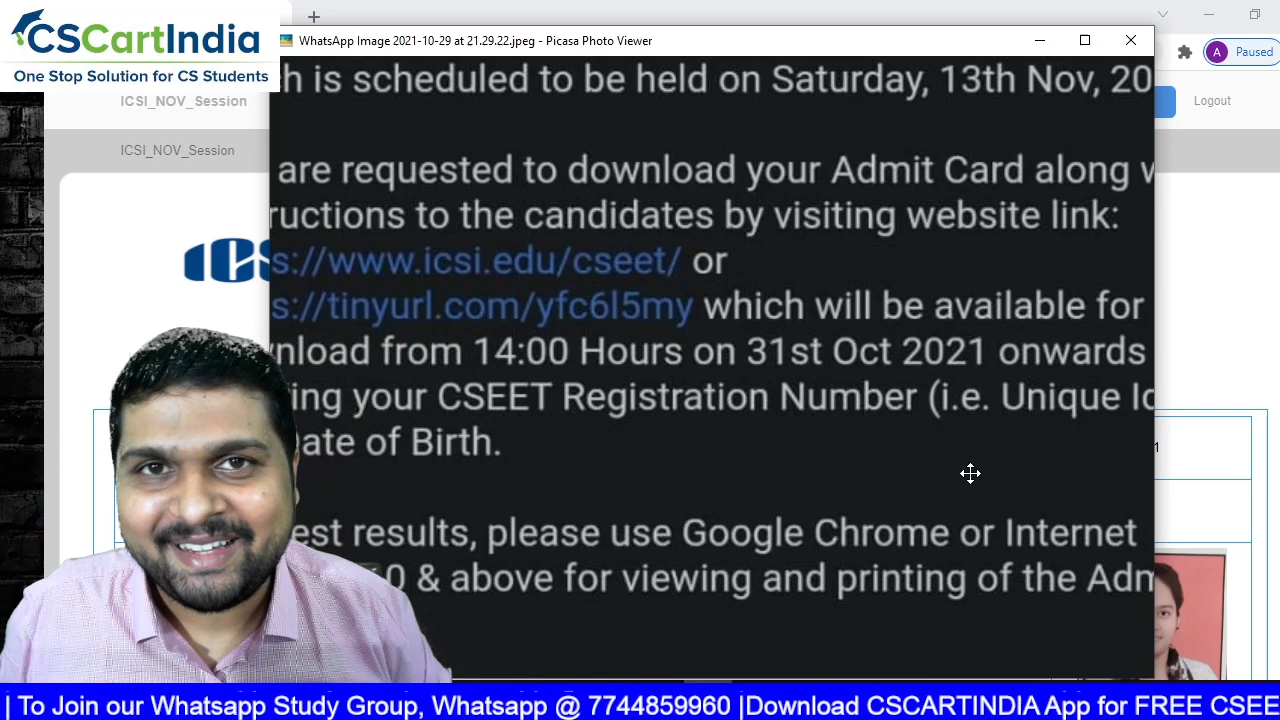 CSCartIndia
One Stop Solution for CS Students
WhatsApp Image 2021-10-29 at 21.29.22.jpeg - Picasa Photo Viewer
A Paused
ICSI_NOV_Session
Logout
ICSI_NOV_Session
h is scheduled to be held on Saturday, 13th Nov, 20
are requested to download your Admit Card along w
ructions to the candidates by visiting website link:
s://www.icsi.edu/cseet/ or
s://tinyurl.com/yfc6l5my which will be available for
nload from 14:00 Hours on 31st Oct 2021 onwards
ing your CSEET Registration Number (i.e. Unique Id
ate of Birth.
1
est results, please use Google Chrome or Internet
0 & above for viewing and printing of the Adm
| To Join our Whatsapp Study Group, Whatsapp @ 7744859960 |Download CSCARTINDIA App for FREE CSEE